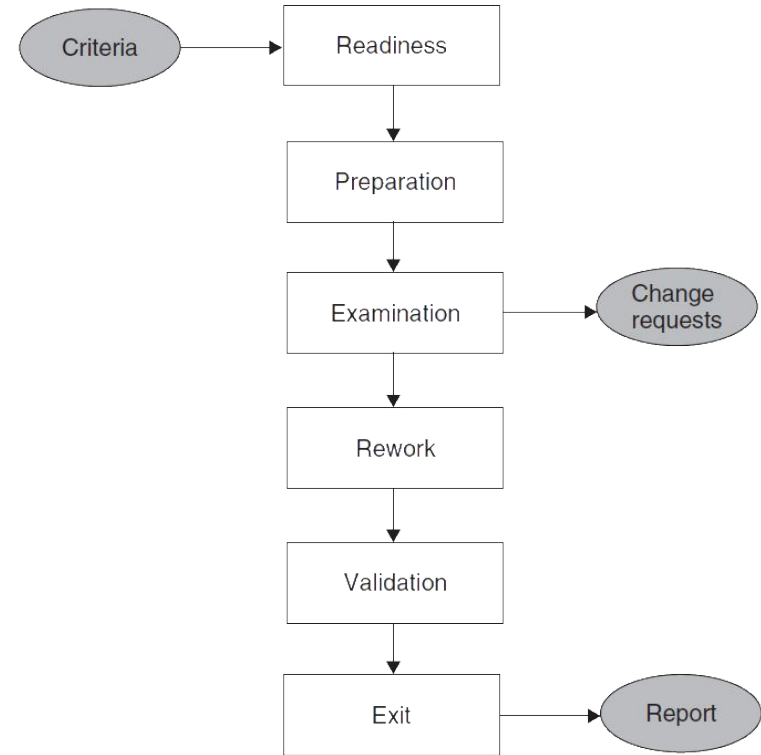 Criteria
Readiness
Preparation
Examination
Change
requests
Rework
Validation
Exit
Report